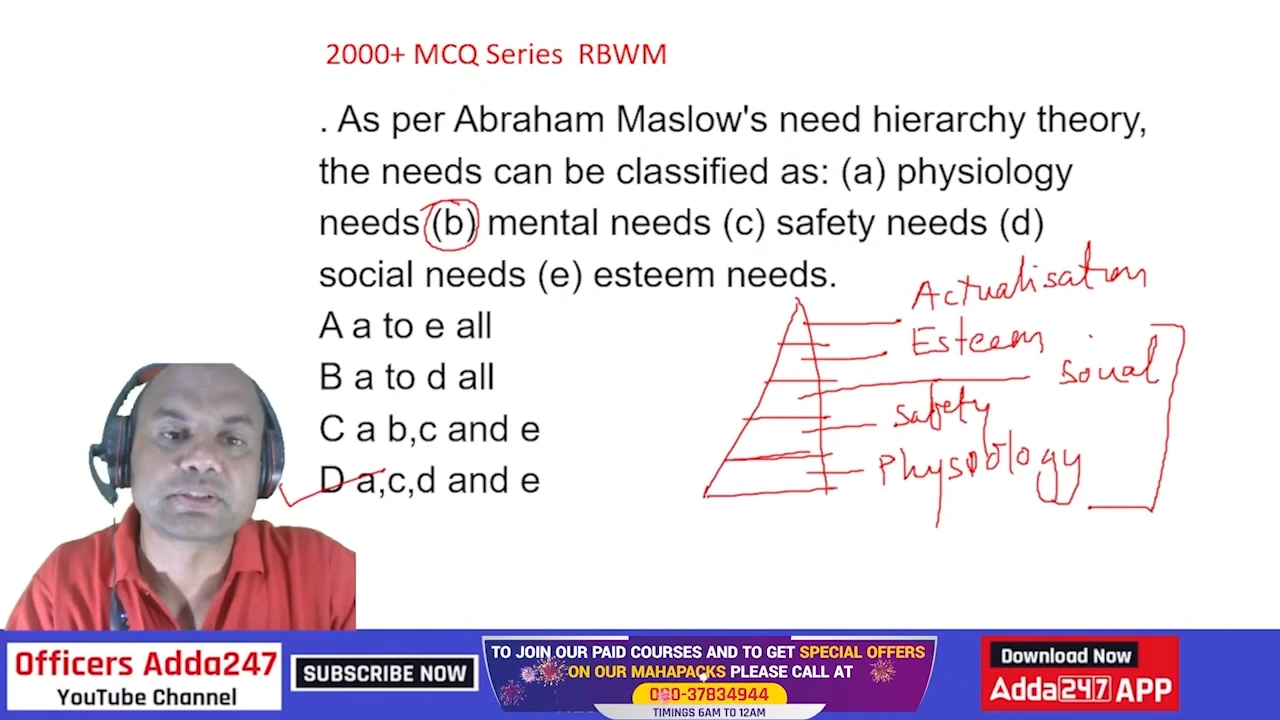 2000+ MCQ Series RBWM
. As per Abraham Maslow's need hierarchy theory,
the needs can be classified as: (a) physiology
needs (b) mental needs (c) safety needs (d)
social needs (e) esteem needs.
A a to e all
B a to d all
C a b,c and e
D a,c,d and e
Actualisation
Esteem
Social
Safety
Physiology
Officers Adda247
YouTube Channel
SUBSCRIBE NOW
TO JOIN OUR PAID COURSES AND TO GET SPECIAL OFFERS
ON OUR MAHAPACKS PLEASE CALL AT
080-37834944
TIMINGS 6AM TO 12AM
Download Now
Adda247 APP